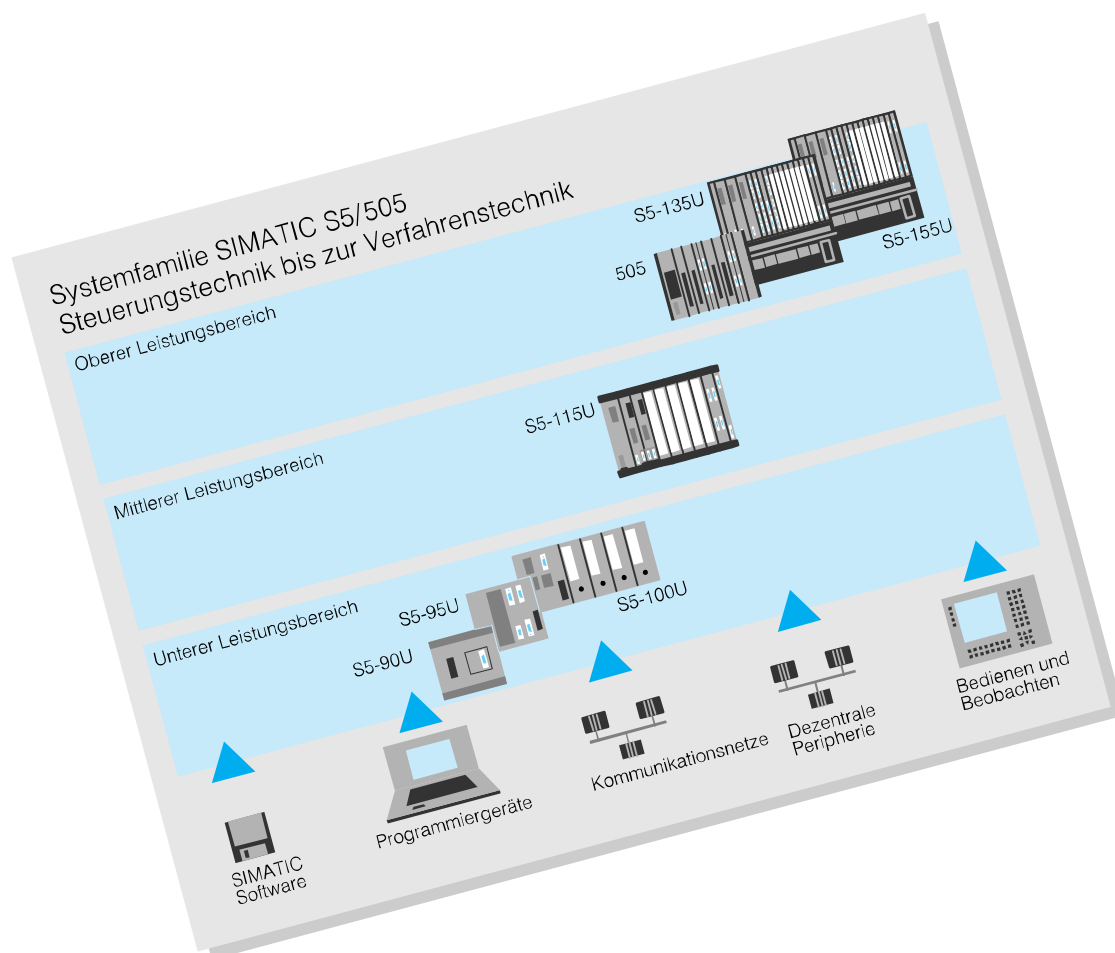 Systemfamilie SIMATIC S5/505
Steuerungstechnik bis zur Verfahrenstechnik
Oberer Leistungsbereich
S5-135U
S5-155U
505
Mittlerer Leistungsbereich
S5-115U
Unterer Leistungsbereich
S5-95U
S5-100U
S5-90U
SIMATIC
Software
Programmiergeräte
Kommunikationsnetze
Dezentrale
Peripherie
Bedienen und
Beobachten